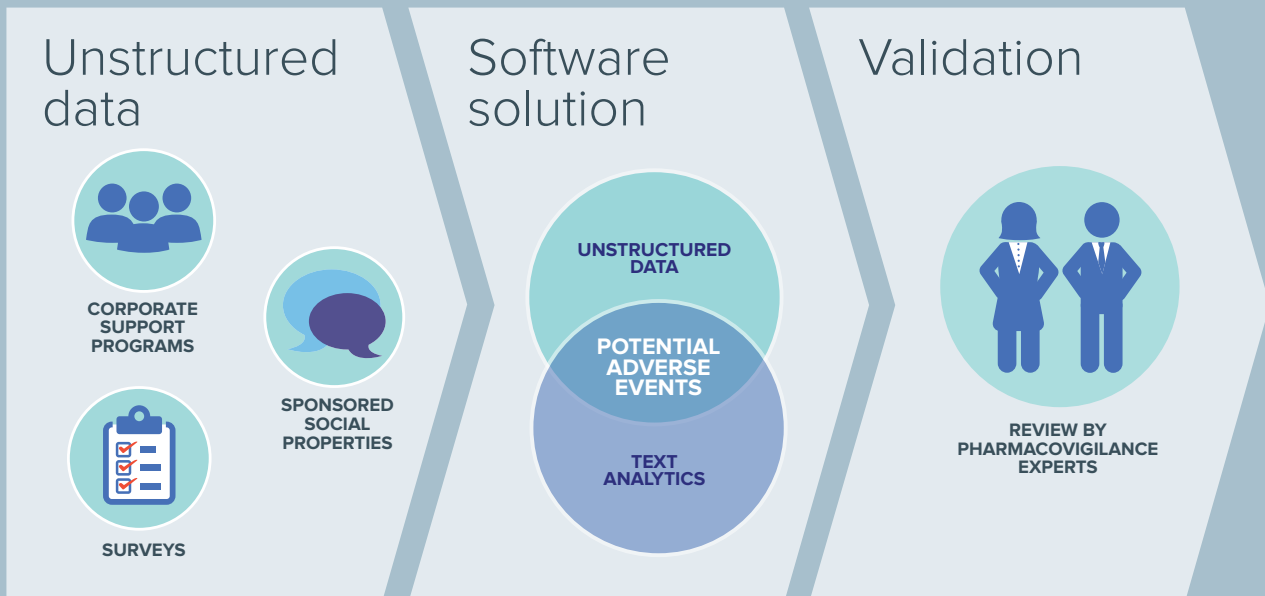 Unstructured
data
CORPORATE
SUPPORT
PROGRAMS
SPONSORED
SOCIAL
PROPERTIES
SURVEYS
Software
solution
UNSTRUCTURED
DATA
POTENTIAL
ADVERSE
EVENTS
TEXT
ANALYTICS
Validation
REVIEW BY
PHARMACOVIGILANCE
EXPERTS